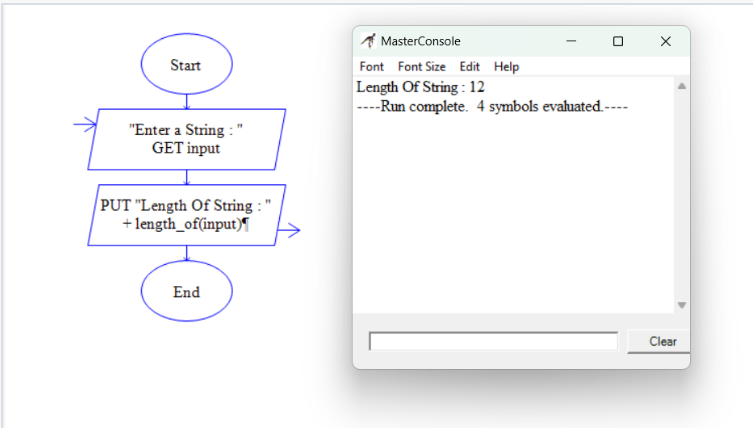 Start
"Enter a String : "
GET input
PUT "Length Of String : "
+ length_of(input)¶
End
MasterConsole
Font Font Size Edit Help
Length Of String : 12
----Run complete.  4 symbols evaluated.----
Clear